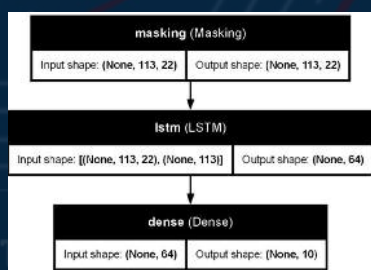 masking (Masking)
Input shape: (None, 113, 22) Output shape: (None, 113, 22)
lstm (LSTM)
Input shape: [(None, 113, 22), (None, 113)] Output shape: (None, 64)
dense (Dense)
Input shape: (None, 64) Output shape: (None, 10)